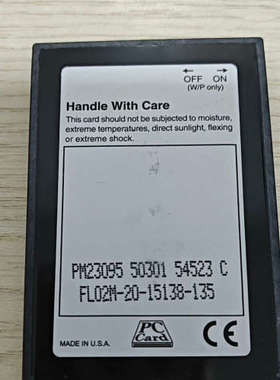 ← →
OFF ON
(W/P only)
Handle With Care
This card should not be subjected to moisture,
extreme temperatures, direct sunlight, flexing
or extreme shock.
PM23095 50301 54523 C
FL02M-20-15138-135
PC
Card
MADE IN U.S.A.
CE